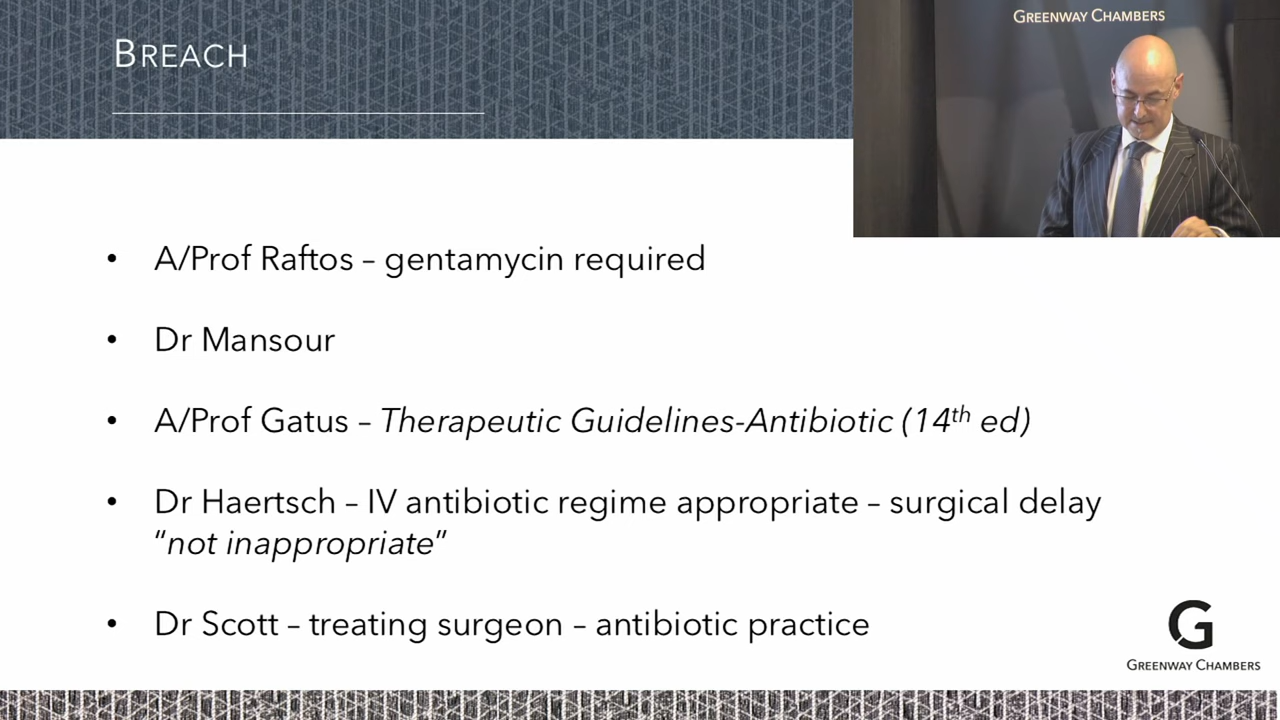 BREACH
GREENWAY CHAMBERS
• A/Prof Raftos – gentamycin required
• Dr Mansour
• A/Prof Gatus – Therapeutic Guidelines-Antibiotic (14th ed)
• Dr Haertsch – IV antibiotic regime appropriate – surgical delay
“not inappropriate”
• Dr Scott – treating surgeon – antibiotic practice
G
GREENWAY CHAMBERS